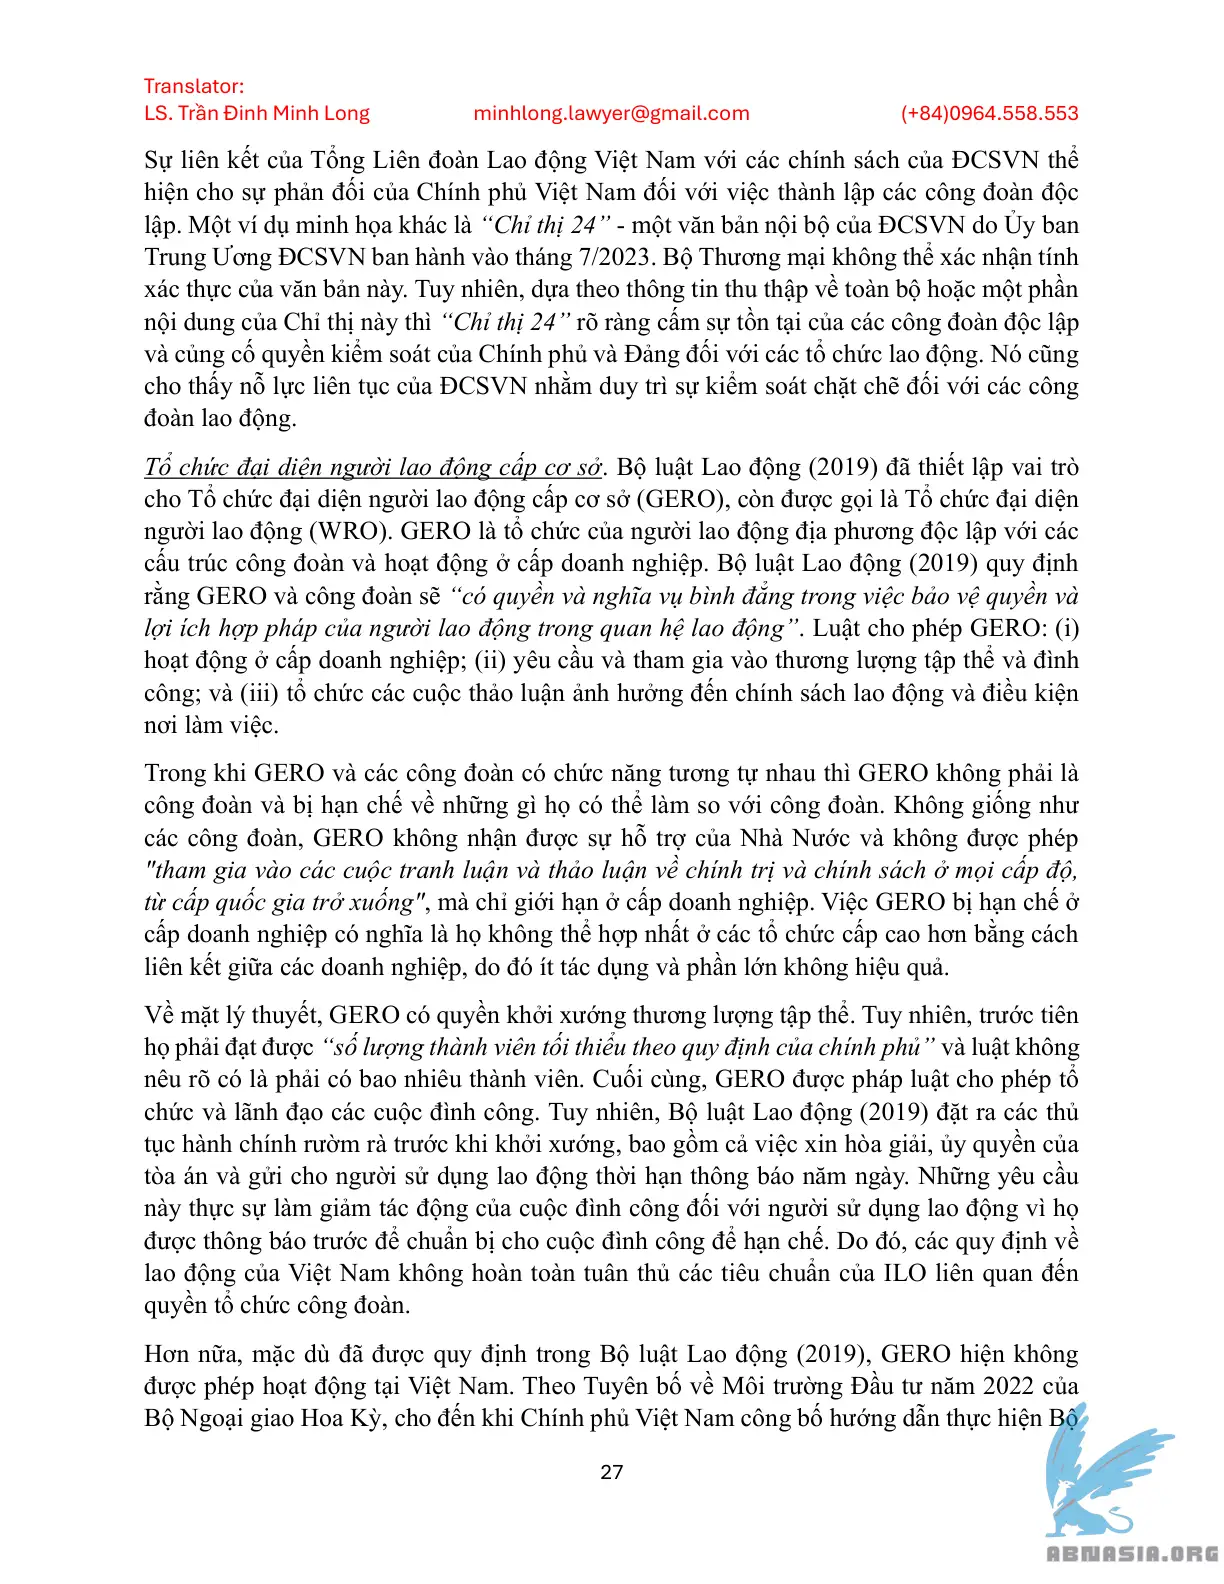 Translator:
LS. Trần Đình Minh Long minhlong.lawyer@gmail.com (+84)0964.558.553
Sự liên kết của Tổng Liên đoàn Lao động Việt Nam với các chính sách của ĐCSVN thể
hiện cho sự phản đối của Chính phủ Việt Nam đối với việc thành lập các công đoàn độc
lập. Một ví dụ minh họa khác là “Chỉ thị 24” - một văn bản nội bộ của ĐCSVN do Ủy ban
Trung Ương ĐCSVN ban hành vào tháng 7/2023. Bộ Thương mại không thể xác nhận tính
xác thực của văn bản này. Tuy nhiên, dựa theo thông tin thu thập về toàn bộ hoặc một phần
nội dung của Chỉ thị này thì “Chỉ thị 24” rõ ràng cấm sự tồn tại của các công đoàn độc lập
và củng cố quyền kiểm soát của Chính phủ và Đảng đối với các tổ chức lao động. Nó cũng
cho thấy nỗ lực liên tục của ĐCSVN nhằm duy trì sự kiểm soát chặt chẽ đối với các công
đoàn lao động.
Tổ chức đại diện người lao động cấp cơ sở. Bộ luật Lao động (2019) đã thiết lập vai trò
cho Tổ chức đại diện người lao động cấp cơ sở (GERO), còn được gọi là Tổ chức đại diện
người lao động (WRO). GERO là tổ chức của người lao động địa phương độc lập với các
cấu trúc công đoàn và hoạt động ở cấp doanh nghiệp. Bộ luật Lao động (2019) quy định
rằng GERO và công đoàn sẽ “có quyền và nghĩa vụ bình đẳng trong việc bảo vệ quyền và
lợi ích hợp pháp của người lao động trong quan hệ lao động”. Luật cho phép GERO: (i)
hoạt động ở cấp doanh nghiệp; (ii) yêu cầu và tham gia vào thương lượng tập thể và đình
công; và (iii) tổ chức các cuộc thảo luận ảnh hưởng đến chính sách lao động và điều kiện
nơi làm việc.
Trong khi GERO và các công đoàn có chức năng tương tự nhau thì GERO không phải là
công đoàn và bị hạn chế về những gì họ có thể làm so với công đoàn. Không giống như
các công đoàn, GERO không nhận được sự hỗ trợ của Nhà Nước và không được phép
"tham gia vào các cuộc tranh luận và thảo luận về chính trị và chính sách ở mọi cấp độ,
từ cấp quốc gia trở xuống", mà chỉ giới hạn ở cấp doanh nghiệp. Việc GERO bị hạn chế ở
cấp doanh nghiệp có nghĩa là họ không thể hợp nhất ở các tổ chức cấp cao hơn bằng cách
liên kết giữa các doanh nghiệp, do đó ít tác dụng và phần lớn không hiệu quả.
Về mặt lý thuyết, GERO có quyền khởi xướng thương lượng tập thể. Tuy nhiên, trước tiên
họ phải đạt được “số lượng thành viên tối thiểu theo quy định của chính phủ” và luật không
nêu rõ có là phải có bao nhiêu thành viên. Cuối cùng, GERO được pháp luật cho phép tổ
chức và lãnh đạo các cuộc đình công. Tuy nhiên, Bộ luật Lao động (2019) đặt ra các thủ
tục hành chính rườm rà trước khi khởi xướng, bao gồm cả việc xin hòa giải, ủy quyền của
tòa án và gửi cho người sử dụng lao động thời hạn thông báo năm ngày. Những yêu cầu
này thực sự làm giảm tác động của cuộc đình công đối với người sử dụng lao động vì họ
được thông báo trước để chuẩn bị cho cuộc đình công để hạn chế. Do đó, các quy định về
lao động của Việt Nam không hoàn toàn tuân thủ các tiêu chuẩn của ILO liên quan đến
quyền tổ chức công đoàn.
Hơn nữa, mặc dù đã được quy định trong Bộ luật Lao động (2019), GERO hiện không
được phép hoạt động tại Việt Nam. Theo Tuyên bố về Môi trường Đầu tư năm 2022 của
Bộ Ngoại giao Hoa Kỳ, cho đến khi Chính phủ Việt Nam công bố hướng dẫn thực hiện Bộ
27
ABNASIA.ORG